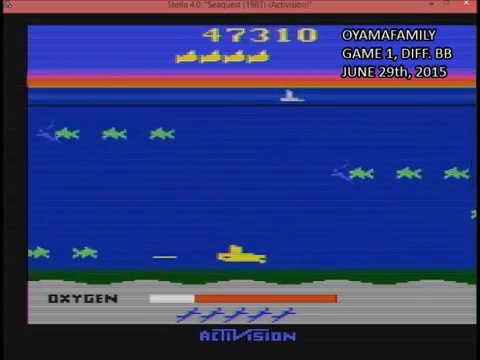 Stella 4.0: "Seaquest (1983) (Activision)"
47310
OYAMAFAMILY
GAME 1, DIFF. BB
JUNE 29th, 2015
OXYGEN
ACTIVISION